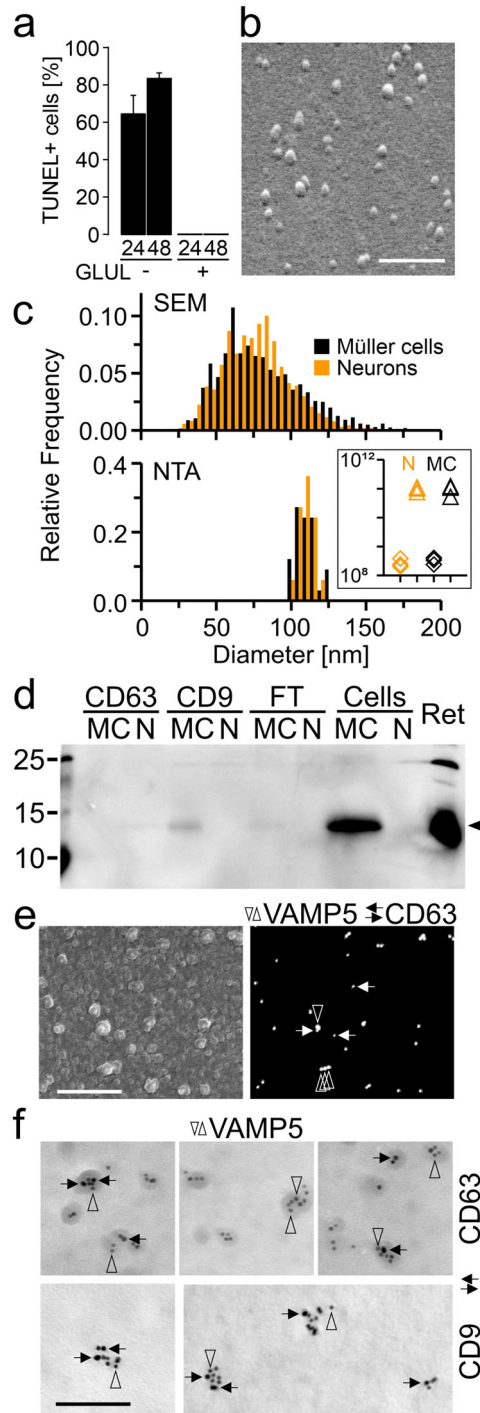 a
TUNEL+ cells [%]
100
80
60
40
20
0
24 48 24 48
GLUL - +
b
c
SEM
0.10
0.05
0.00
Müller cells
Neurons
Relative Frequency
NTA
0.4
0.2
0.0
10¹²
10⁸
N MC
0 50 100 150 200
Diameter [nm]
d
CD63 CD9 FT Cells Ret
MC N MC N MC N MC N
25
15
10
e
VAMP5 CD63
f
VAMP5
CD63
CD9